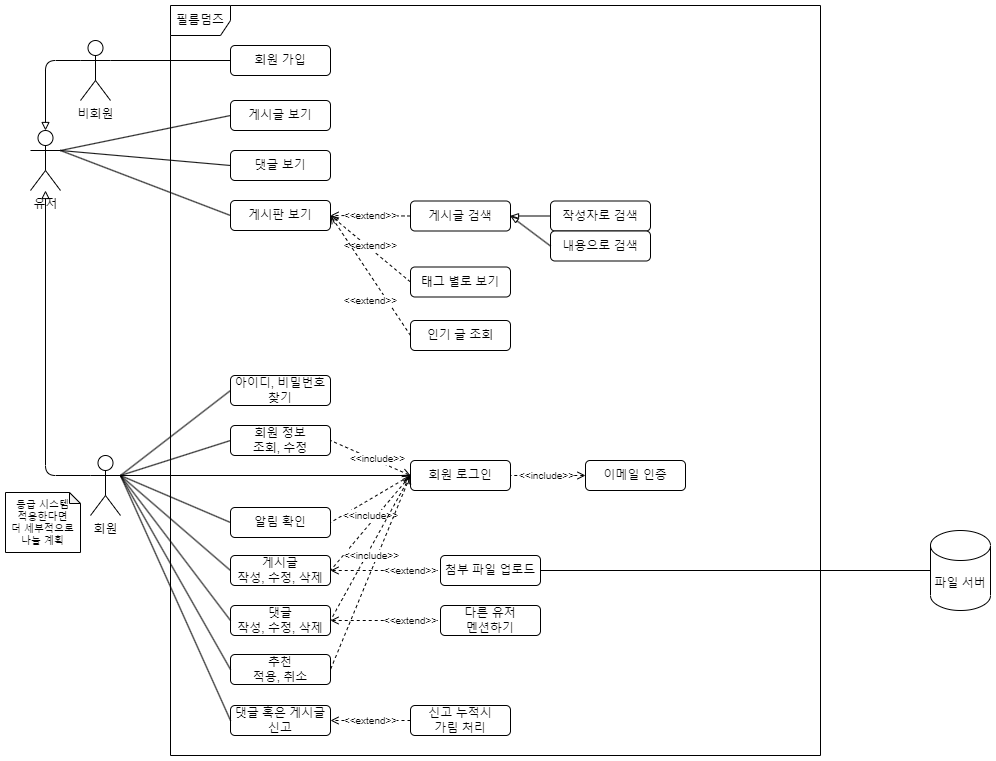 필름덤즈
회원 가입
비회원
게시글 보기
댓글 보기
유저
게시판 보기
<<extend>>
게시글 검색
작성자로 검색
내용으로 검색
<<extend>>
태그 별로 보기
<<extend>>
인기 글 조회
아이디, 비밀번호
찾기
회원 정보
조회, 수정
<<include>>
회원 로그인
<<include>>
이메일 인증
등급 시스템
적용한다면
더 세부적으로
나눌 계획
회원
알림 확인
<<include>>
<<include>>
게시글
작성, 수정, 삭제
<<extend>>
첨부 파일 업로드
파일 서버
댓글
작성, 수정, 삭제
<<extend>>
다른 유저
멘션하기
추천
적용, 취소
댓글 혹은 게시글
신고
<<extend>>
신고 누적시
가림 처리